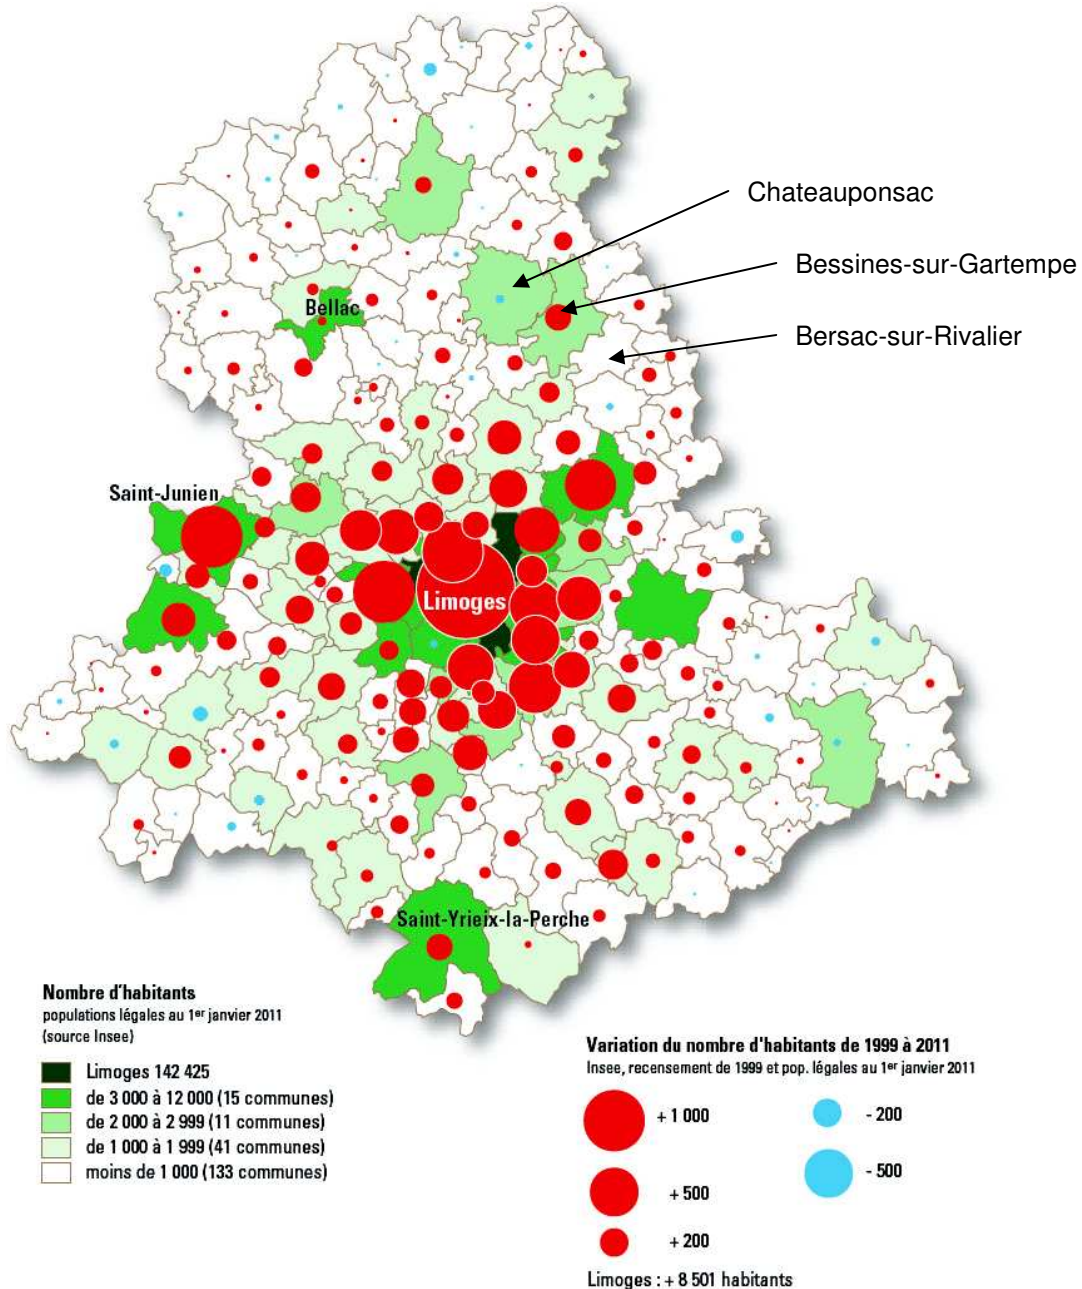 Chateauponsac
Bessines-sur-Gartempe
Bersac-sur-Rivalier
Bellac
Saint-Junien
Limoges
Saint-Yrieix-la-Perche
Nombre d'habitants
populations légales au 1er janvier 2011
(source Insee)
Limoges 142 425
de 3 000 à 12 000 (15 communes)
de 2 000 à 2 999 (11 communes)
de 1 000 à 1 999 (41 communes)
moins de 1 000 (133 communes)
Variation du nombre d'habitants de 1999 à 2011
Insee, recensement de 1999 et pop. légales au 1er janvier 2011
+ 1 000
+ 500
+ 200
- 200
- 500
Limoges : + 8 501 habitants